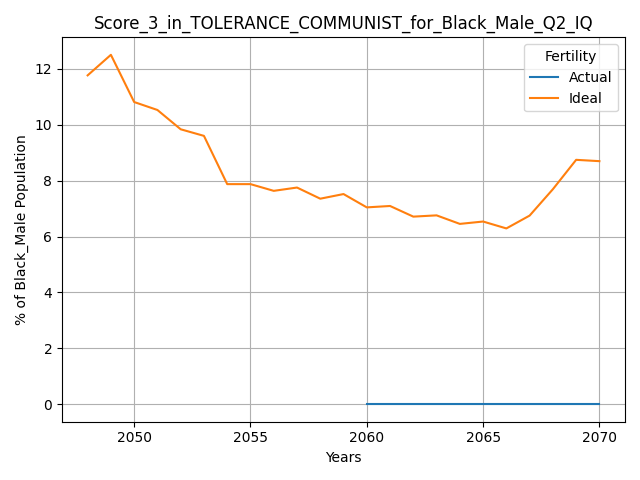 Score_3_in_TOLERANCE_COMMUNIST_for_Black_Male_Q2_IQ
Fertility
Actual
Ideal
% of Black_Male Population
12
10
8
6
4
2
0
2050 2055 2060 2065 2070
Years